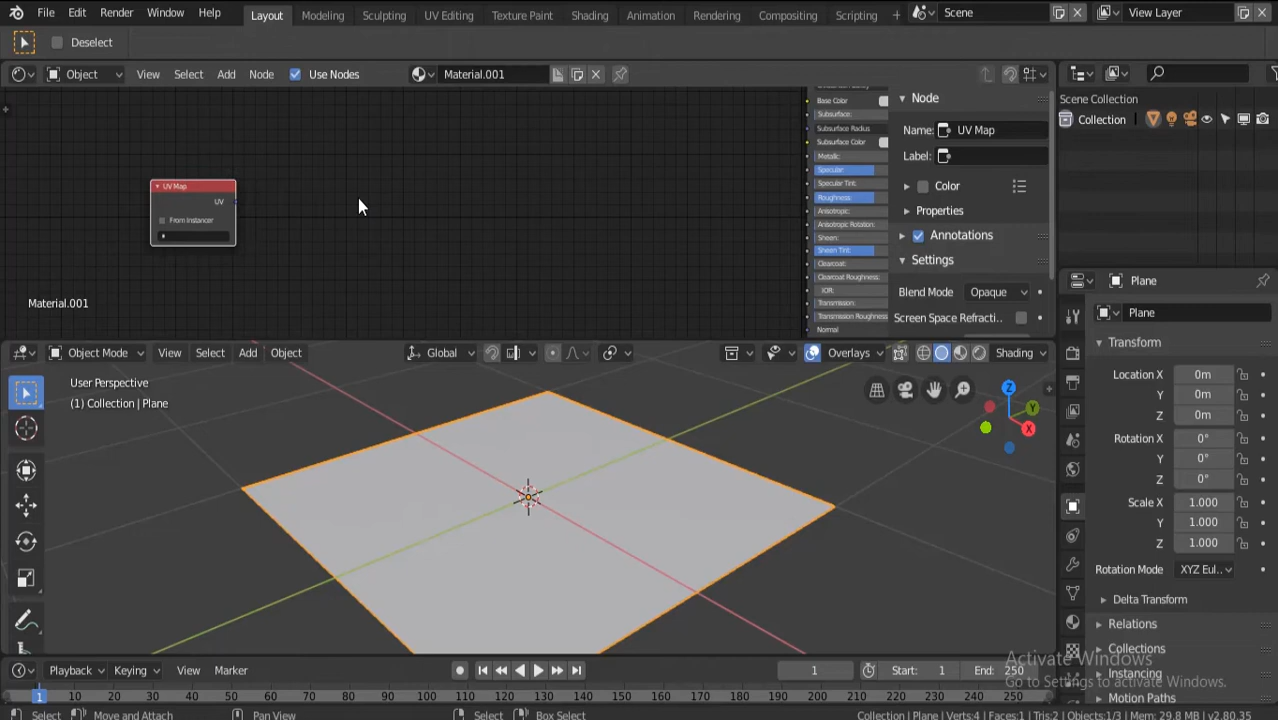 File Edit Render Window Help Layout Modeling Sculpting UV Editing Texture Paint Shading Animation Rendering Compositing Scripting + Scene View Layer
Deselect
Object View Select Add Node Use Nodes Material.001
UV Map
UV
From Instancer
Material.001
Base Color
Subsurface:
Subsurface Radius
Subsurface Color
Metallic:
Specular:
Specular Tint:
Roughness:
Anisotropic:
Anisotropic Rotation:
Sheen:
Sheen Tint:
Clearcoat:
Clearcoat Roughness:
IOR:
Transmission:
Transmission Roughness
Normal
Node
Name: UV Map
Label:
Color
Properties
Annotations
Settings
Blend Mode Opaque
Screen Space Refracti..
Scene Collection
Collection
Object Mode View Select Add Object Global Overlays Shading
User Perspective
(1) Collection | Plane
Z
Y
X
Plane
Plane
Transform
Location X 0m
Y 0m
Z 0m
Rotation X 0°
Y 0°
Z 0°
Scale X 1.000
Y 1.000
Z 1.000
Rotation Mode XYZ Eul..
Delta Transform
Relations
Collections
Instancing
Motion Paths
Activate Windows
Go to Settings to activate Windows.
Playback Keying View Marker 1 Start: 1 End: 250
1 10 20 30 40 50 60 70 80 90 100 110 120 130 140 150 160 170 180 190 200 210 220 230 240 250
Select Move and Attach Pan View Select Box Select Collection | Plane | Verts:4 | Faces:1 | Tris:2 | Objects:1/3 | Mem: 29.8 MB | v2.80.35